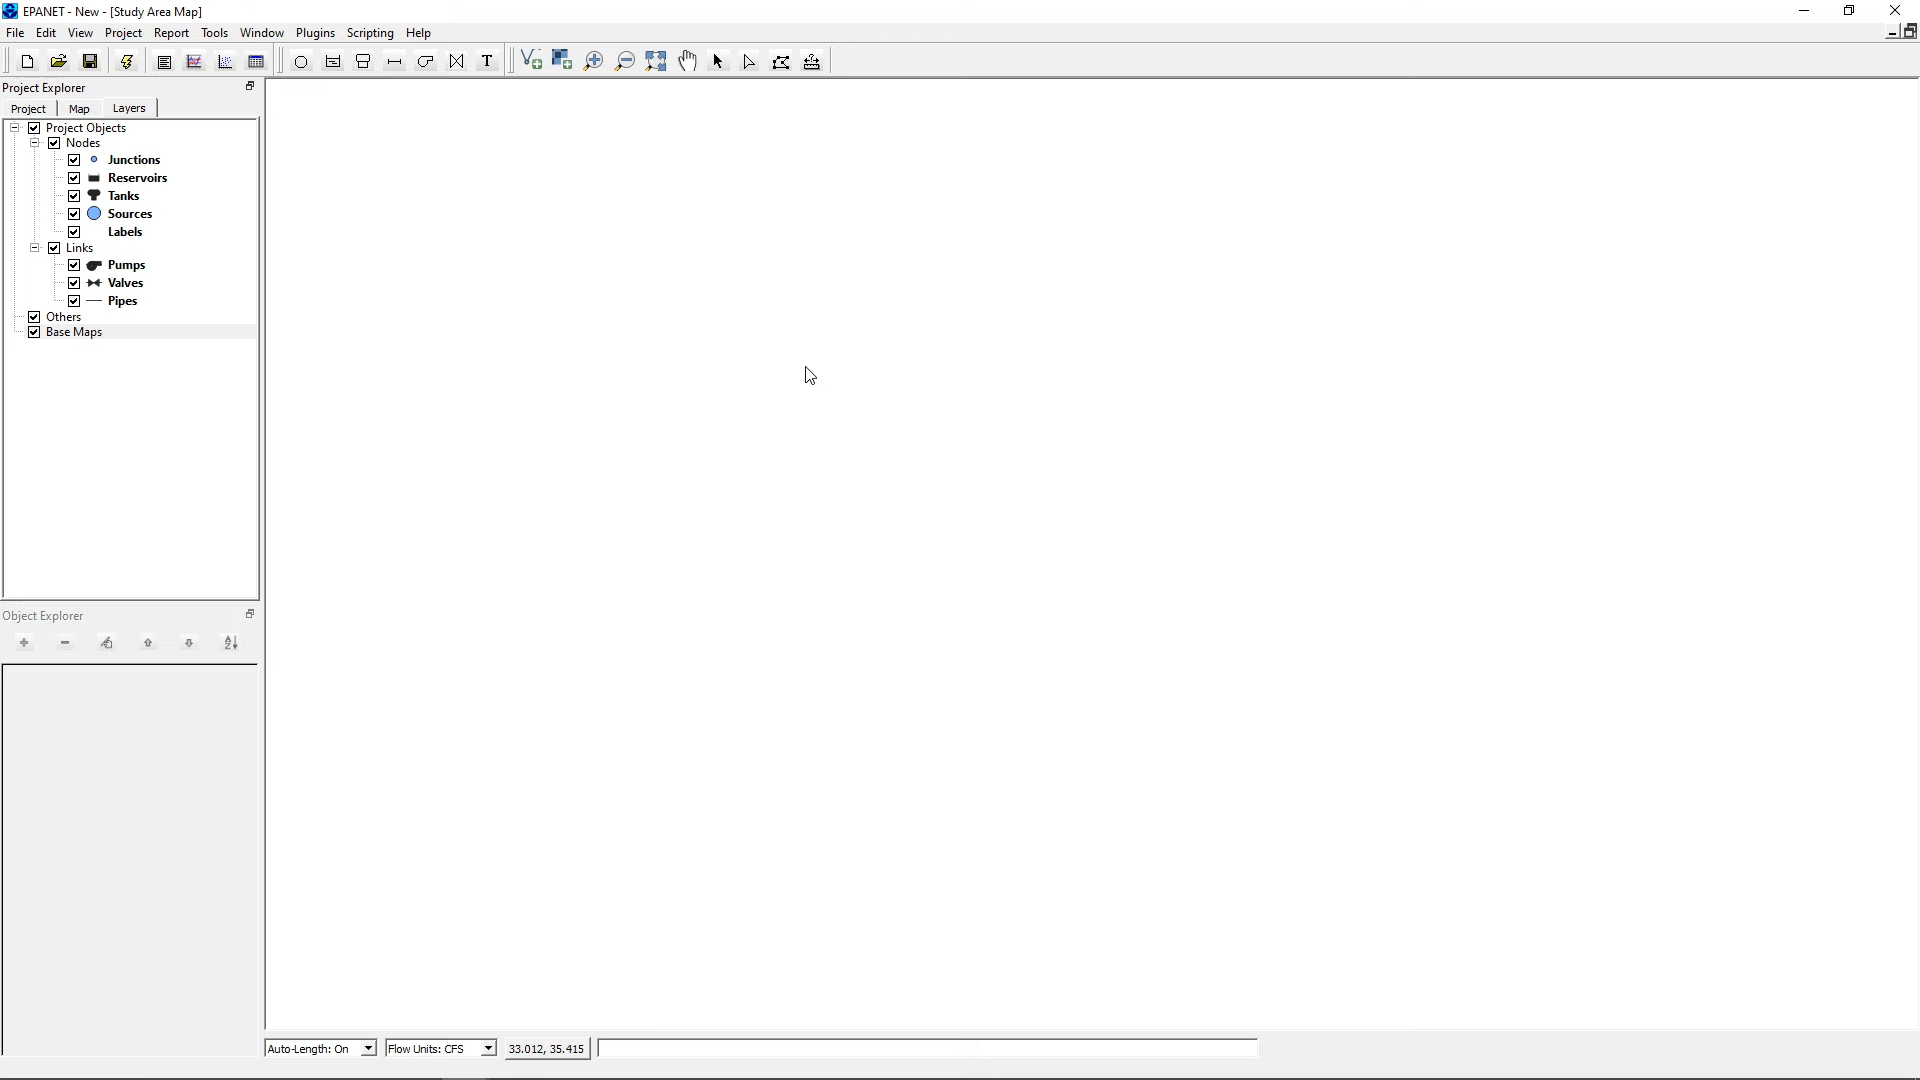 EPANET - New - [Study Area Map]
File Edit View Project Report Tools Window Plugins Scripting Help
T
Project Explorer
Project Map Layers
Project Objects
Nodes
Junctions
Reservoirs
Tanks
Sources
Labels
Links
Pumps
Valves
Pipes
Others
Base Maps
Object Explorer
Auto-Length: On Flow Units: CFS 33.012, 35.415